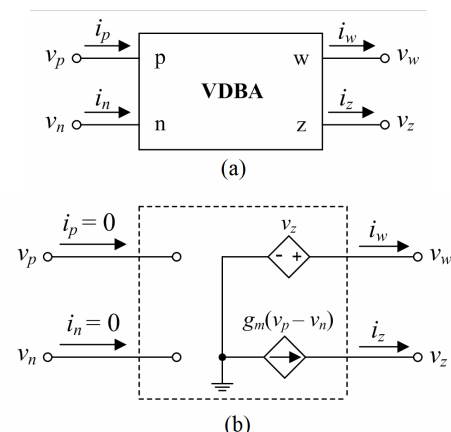 i_p i_w
v_p p w v_w
VDBA
i_n i_z
v_n n z v_z
(a)
v_z
i_p = 0 i_w
v_p - + v_w
g_m(v_p – v_n)
i_n = 0 i_z
v_n v_z
(b)